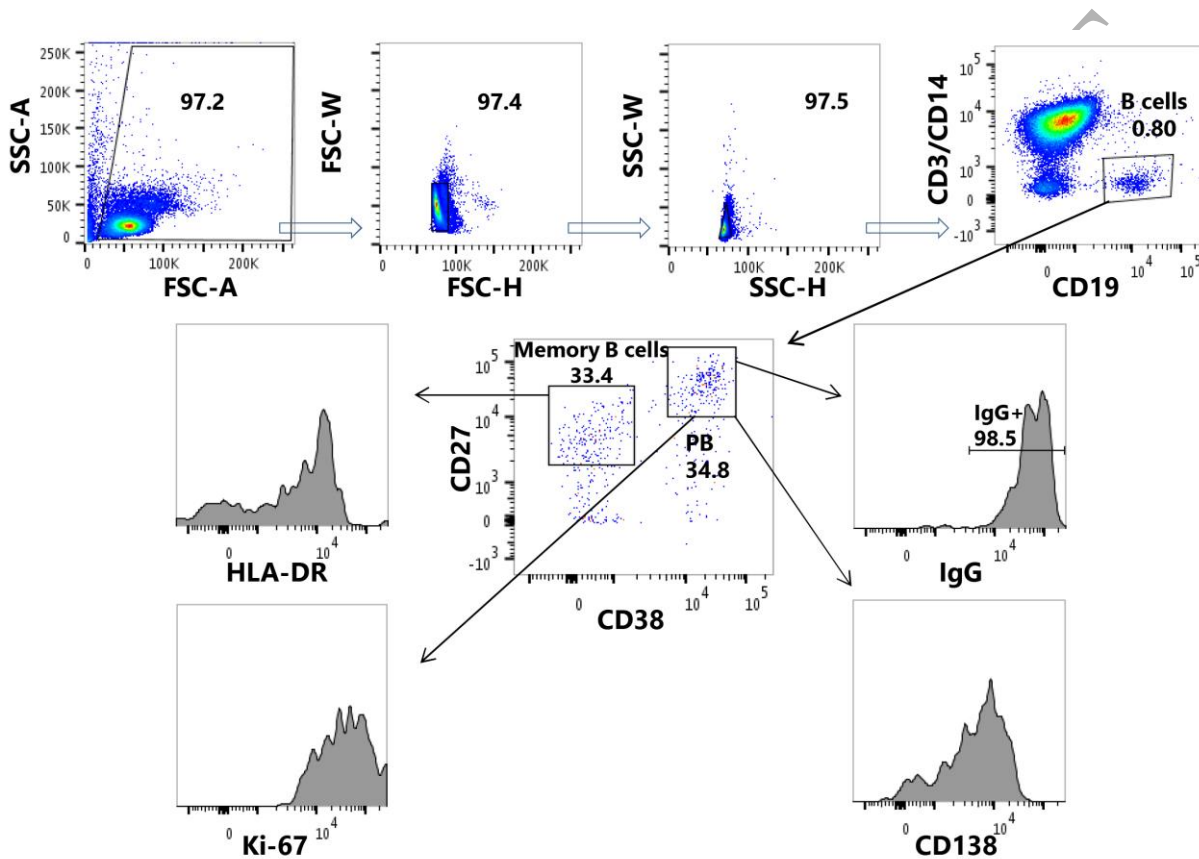 250K
200K
150K
100K
50K
0
SSC-A
97.2
0 100K 200K
FSC-A
FSC-W
97.4
0 100K 200K
FSC-H
SSC-W
97.5
0 100K 200K
SSC-H
CD3/CD14
10^5
10^4
10^3
0
-10^3
B cells
0.80
0 10^4 10^5
CD19
0 10^4
HLA-DR
Memory B cells
33.4
CD27
10^5
10^4
10^3
0
-10^3
PB
34.8
0 10^4 10^5
CD38
IgG+
98.5
0 10^4
IgG
0 10^4
Ki-67
0 10^4
CD138